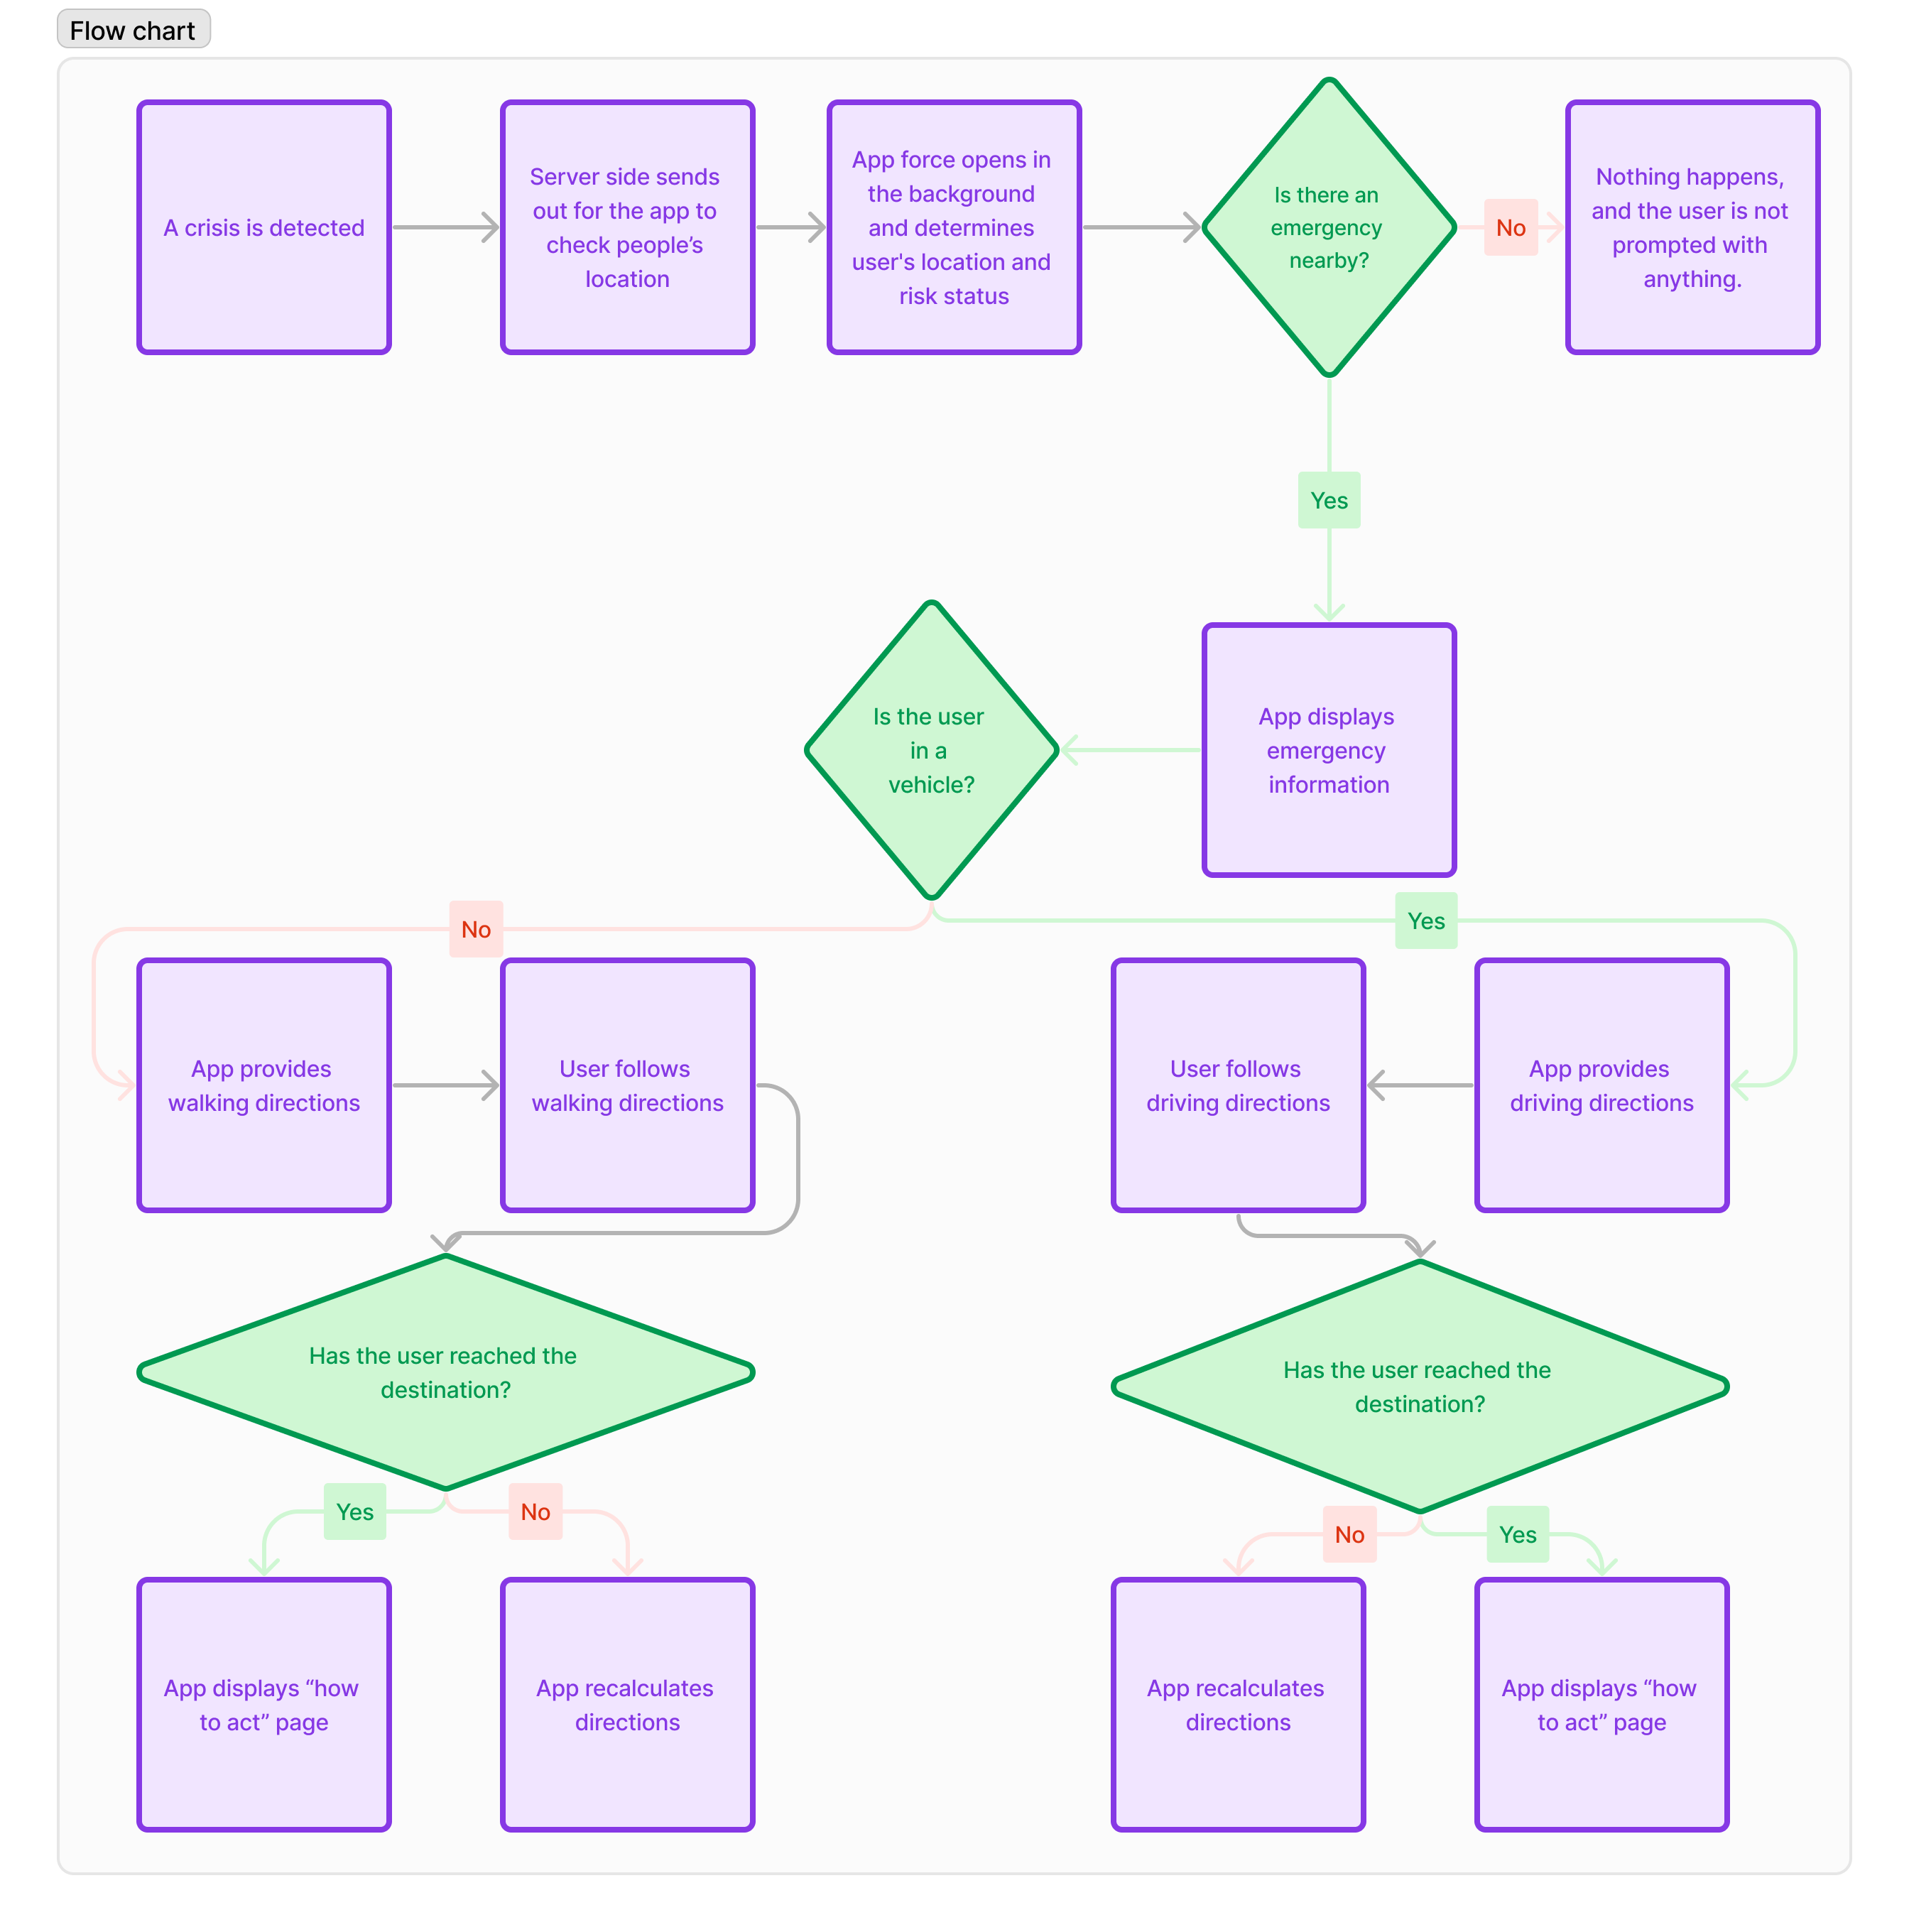 Flow chart
A crisis is detected
Server side sends
out for the app to
check people’s
location
App force opens in
the background
and determines
user's location and
risk status
Is there an
emergency
nearby?
No
Nothing happens,
and the user is not
prompted with
anything.
Yes
App displays
emergency
information
Is the user
in a
vehicle?
No
Yes
App provides
walking directions
User follows
walking directions
User follows
driving directions
App provides
driving directions
Has the user reached the
destination?
Has the user reached the
destination?
Yes
No
No
Yes
App displays “how
to act” page
App recalculates
directions
App recalculates
directions
App displays “how
to act” page